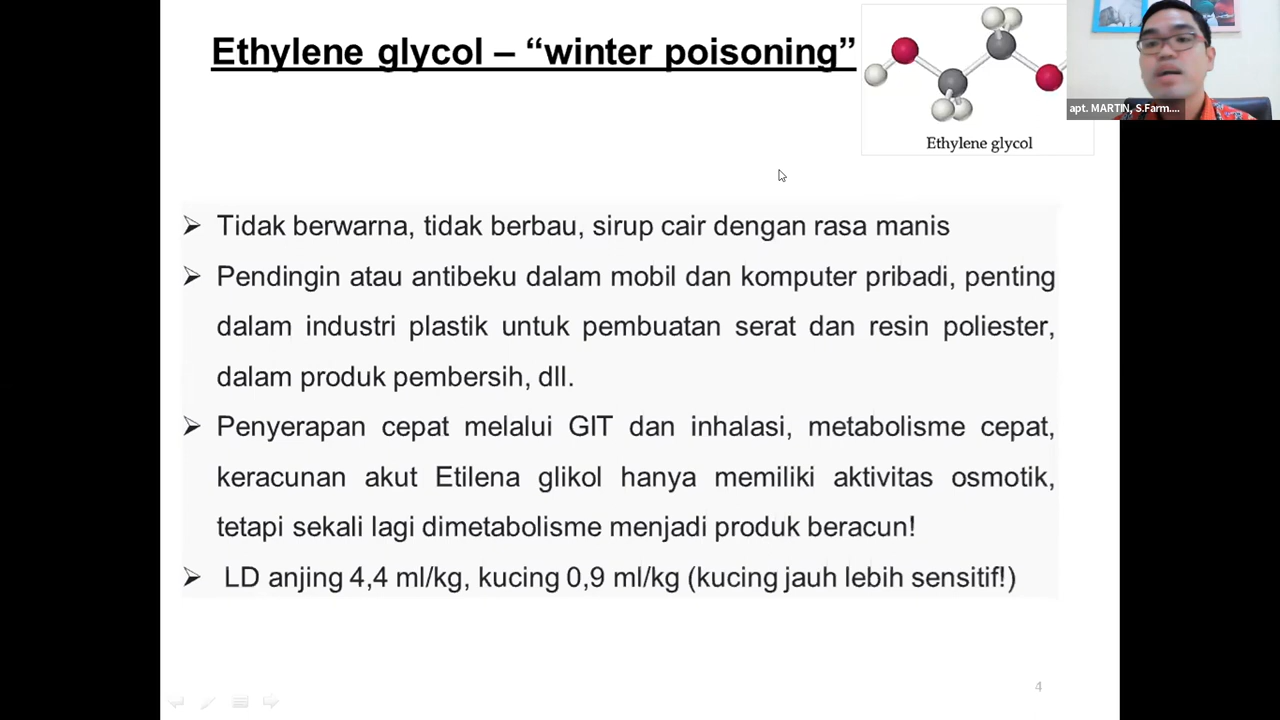 Ethylene glycol – “winter poisoning”
Ethylene glycol
apt. MARTIN, S.Farm....
Tidak berwarna, tidak berbau, sirup cair dengan rasa manis
Pendingin atau antibeku dalam mobil dan komputer pribadi, penting
dalam industri plastik untuk pembuatan serat dan resin poliester,
dalam produk pembersih, dll.
Penyerapan cepat melalui GIT dan inhalasi, metabolisme cepat,
keracunan akut Etilena glikol hanya memiliki aktivitas osmotik,
tetapi sekali lagi dimetabolisme menjadi produk beracun!
LD anjing 4,4 ml/kg, kucing 0,9 ml/kg (kucing jauh lebih sensitif!)
4